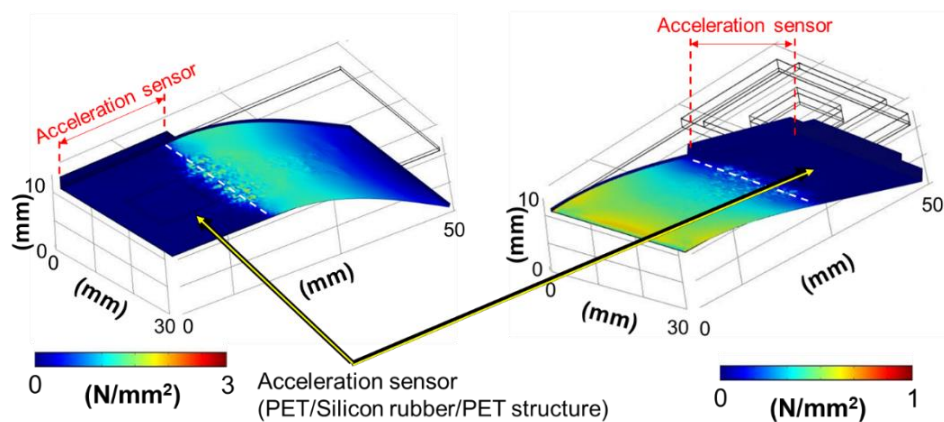 Acceleration sensor
Acceleration sensor
10
(mm)
0
0
(mm)
30 0
(mm)
50
10
(mm)
0
0
(mm)
30 0
(mm)
50
0
(N/mm²)
3
Acceleration sensor
(PET/Silicon rubber/PET structure)
0
(N/mm²)
1